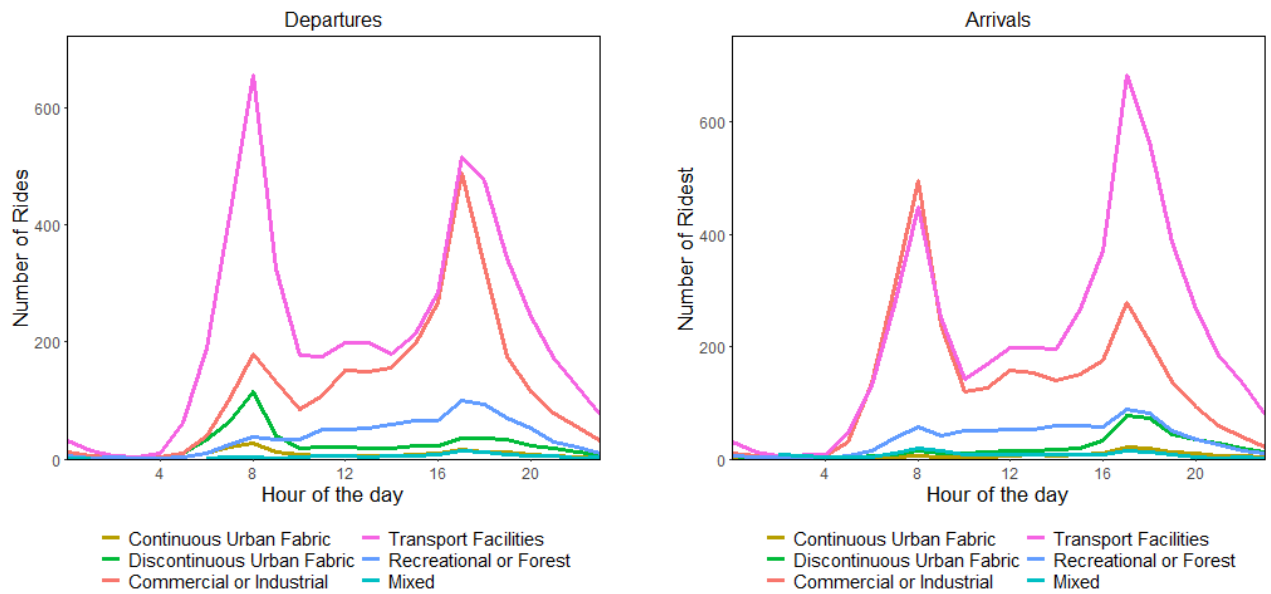 Departures
Number of Rides
600
400
200
0
4
8
12
16
20
Hour of the day
Continuous Urban Fabric
Transport Facilities
Discontinuous Urban Fabric
Recreational or Forest
Commercial or Industrial
Mixed
Arrivals
Number of Ridest
600
400
200
0
4
8
12
16
20
Hour of the day
Continuous Urban Fabric
Transport Facilities
Discontinuous Urban Fabric
Recreational or Forest
Commercial or Industrial
Mixed